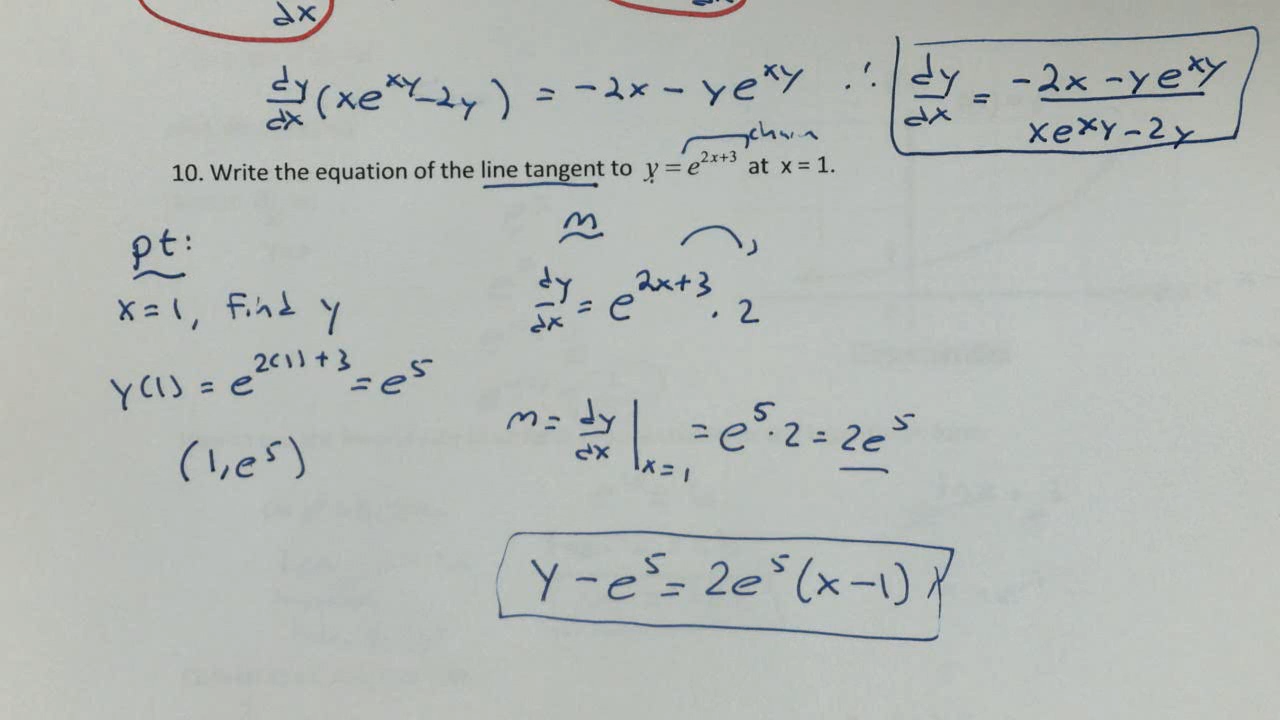 dx dx
dy/dx (xe^xy - 2y) = -2x - ye^xy ∴ dy/dx = (-2x - ye^xy)/(xe^xy - 2y)
chain
10. Write the equation of the line tangent to y = e^(2x+3) at x = 1.
pt: m
x = 1, Find y dy/dx = e^(2x+3) · 2
y(1) = e^(2(1)+3) = e^5
m = dy/dx |x=1 = e^5 · 2 = 2e^5
(1, e^5)
y - e^5 = 2e^5 (x - 1)